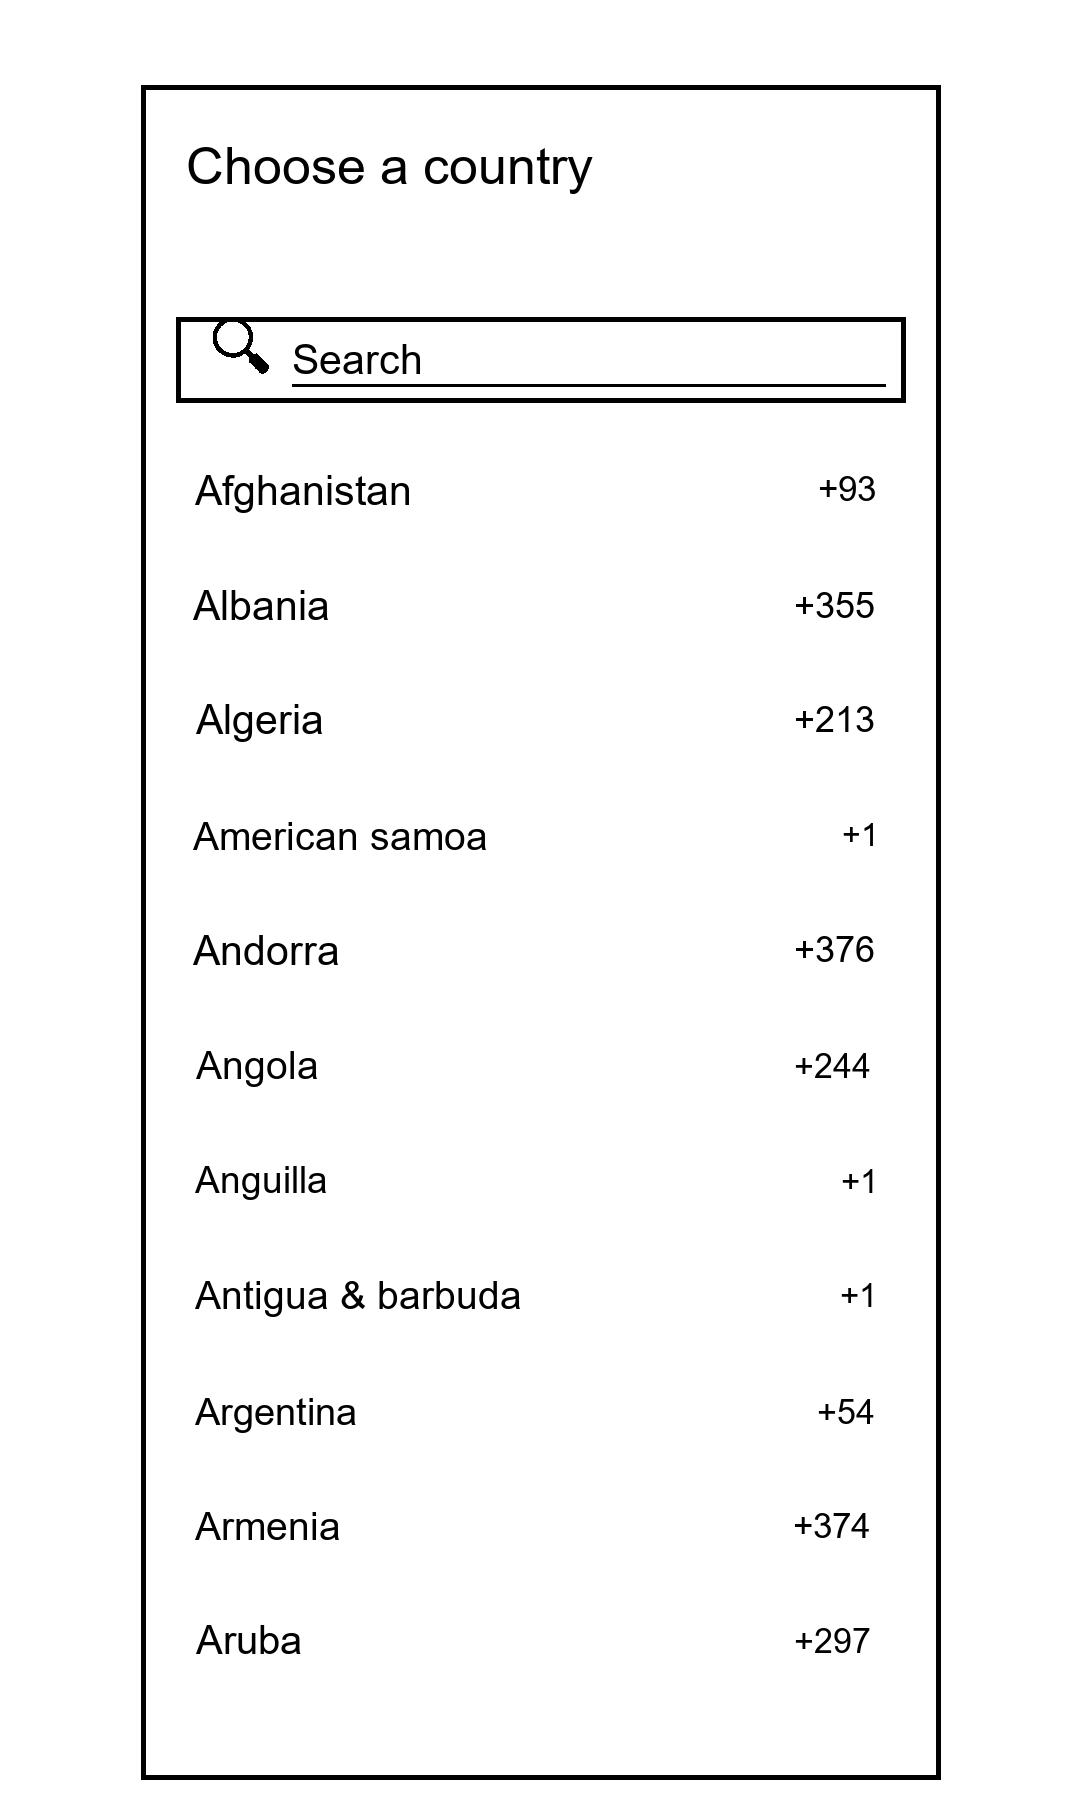 Choose a country
Search
Afghanistan +93
Albania +355
Algeria +213
American samoa +1
Andorra +376
Angola +244
Anguilla +1
Antigua & barbuda +1
Argentina +54
Armenia +374
Aruba +297